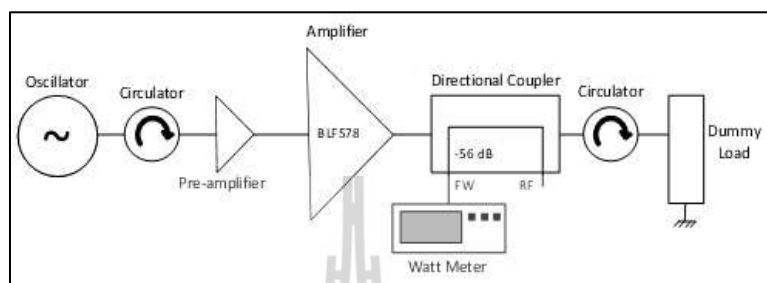 Amplifier
Oscillator
Circulator
Directional Coupler
Circulator
~
BLF578
Dummy
Load
-56 dB
Pre-amplifier
FW
RF
Watt Meter